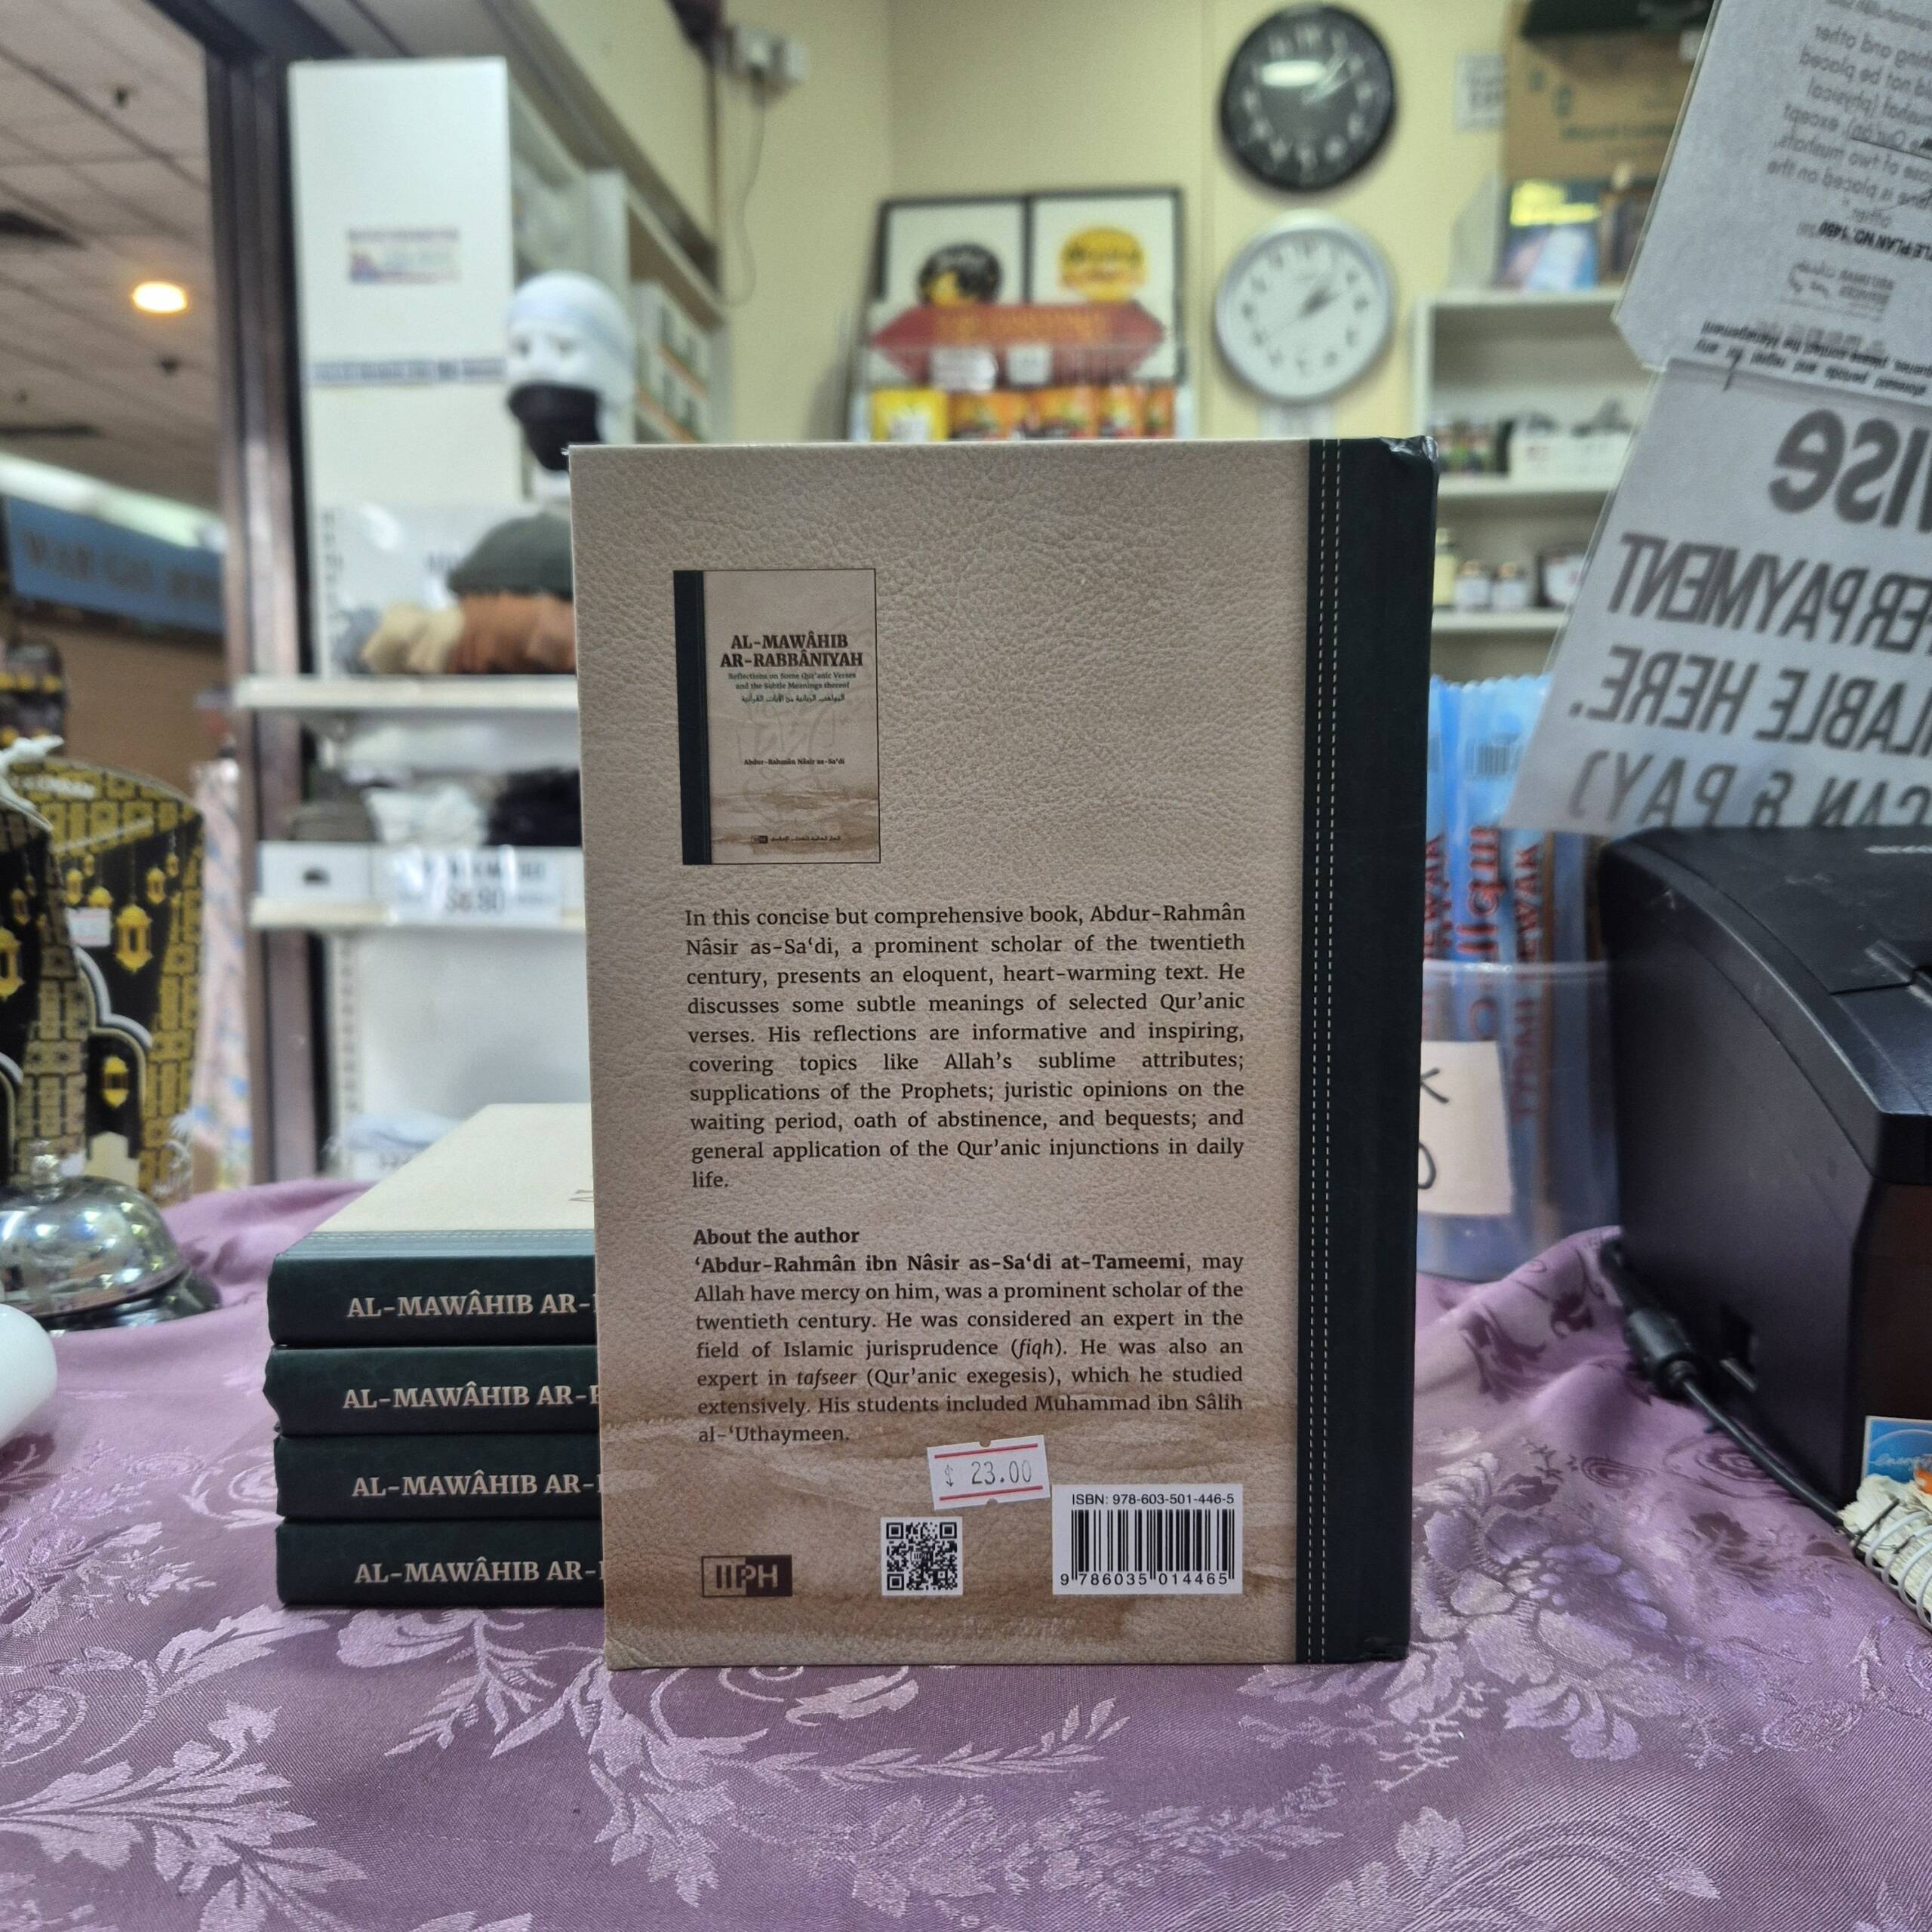 AL-MAWÂHIB
AR-RABBÂNIYAH
Reflections on Some Qur'anic Verses
and the Subtle Meanings thereof
المواهب الربانية من الآيات القرآنية
Abdur-Rahmân Nâsir as-Sa'di
In this concise but comprehensive book, Abdur-Rahmân
Nâsir as-Sa‘di, a prominent scholar of the twentieth
century, presents an eloquent, heart-warming text. He
discusses some subtle meanings of selected Qur’anic
verses. His reflections are informative and inspiring,
covering topics like Allah’s sublime attributes;
supplications of the Prophets; juristic opinions on the
waiting period, oath of abstinence, and bequests; and
general application of the Qur’anic injunctions in daily
life.
About the author
‘Abdur-Rahmân ibn Nâsir as-Sa‘di at-Tameemi, may
Allah have mercy on him, was a prominent scholar of the
twentieth century. He was considered an expert in the
field of Islamic jurisprudence (fiqh). He was also an
expert in tafseer (Qur’anic exegesis), which he studied
extensively. His students included Muhammad ibn Sâlih
al-‘Uthaymeen.
$ 23.00
ISBN: 978-603-501-446-5
9 786035 014465
IIPH
AL-MAWÂHIB AR-
AL-MAWÂHIB AR-
AL-MAWÂHIB AR-
AL-MAWÂHIB AR-
PAYMENT
HERE.
& PAY)